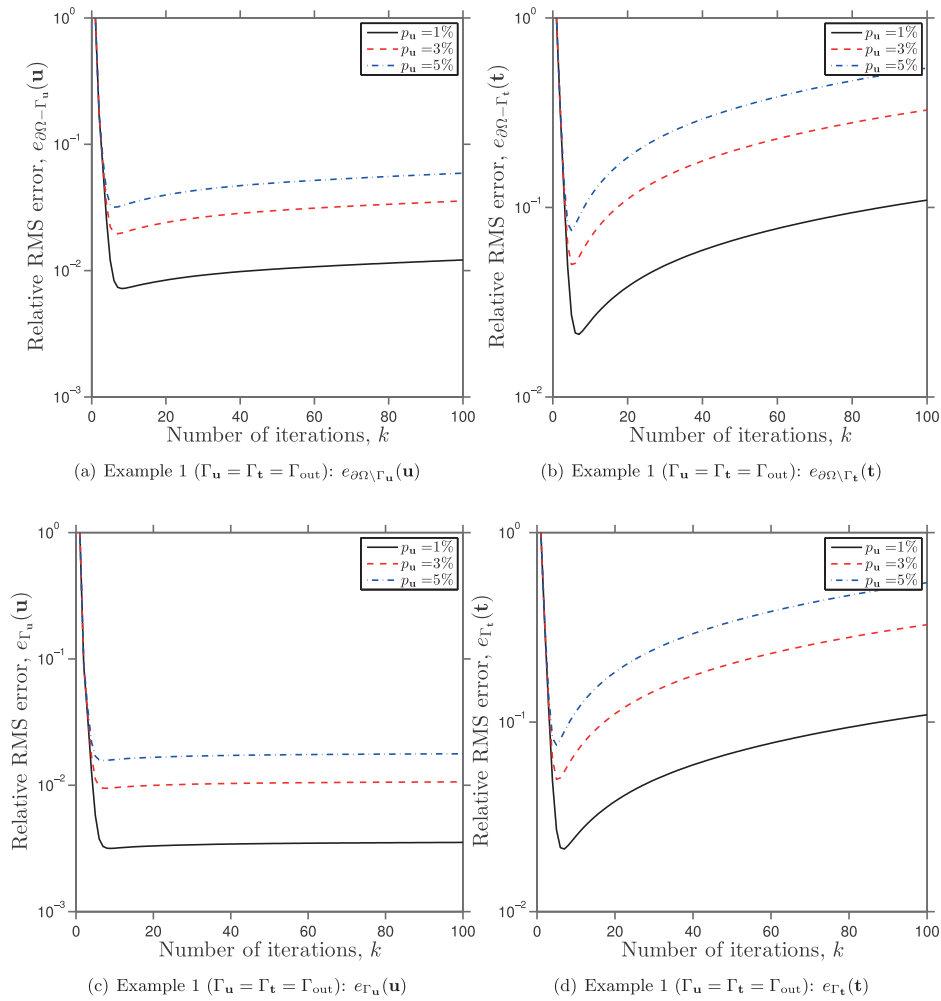 10^0
10^{-1}
10^{-2}
10^{-3}
0 20 40 60 80 100
Relative RMS error, e_{∂Ω−Γ_u}(u)
Number of iterations, k
p_u =1%
p_u =3%
p_u =5%
(a) Example 1 (Γ_u = Γ_t = Γ_out): e_{∂Ω\Γ_u}(u)
10^0
10^{-1}
10^{-2}
0 20 40 60 80 100
Relative RMS error, e_{∂Ω−Γ_t}(t)
Number of iterations, k
p_u =1%
p_u =3%
p_u =5%
(b) Example 1 (Γ_u = Γ_t = Γ_out): e_{∂Ω\Γ_t}(t)
10^0
10^{-1}
10^{-2}
10^{-3}
0 20 40 60 80 100
Relative RMS error, e_{Γ_u}(u)
Number of iterations, k
p_u =1%
p_u =3%
p_u =5%
(c) Example 1 (Γ_u = Γ_t = Γ_out): e_{Γ_u}(u)
10^0
10^{-1}
10^{-2}
0 20 40 60 80 100
Relative RMS error, e_{Γ_t}(t)
Number of iterations, k
p_u =1%
p_u =3%
p_u =5%
(d) Example 1 (Γ_u = Γ_t = Γ_out): e_{Γ_t}(t)